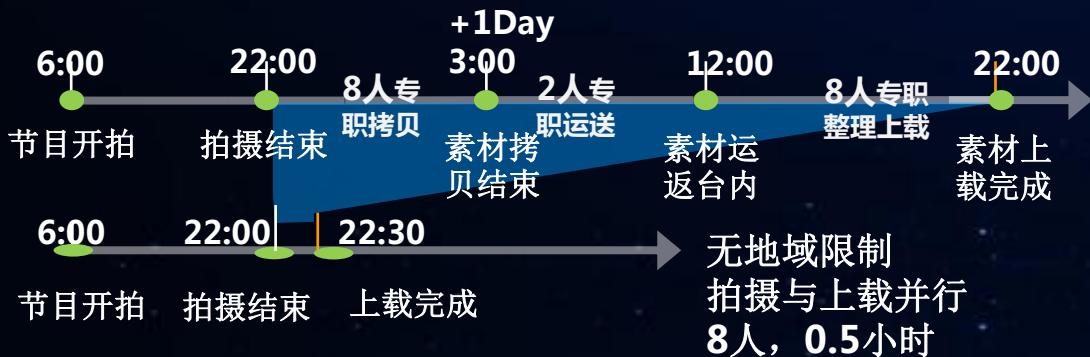 +1Day
6:00 22:00 3:00 12:00 22:00
8人专
职拷贝
2人专
职运送
8人专职
整理上载
节目开拍 拍摄结束
素材拷
贝结束
素材运
返台内
素材上
载完成
6:00 22:00 22:30
节目开拍 拍摄结束 上载完成
无地域限制
拍摄与上载并行
8人，0.5小时